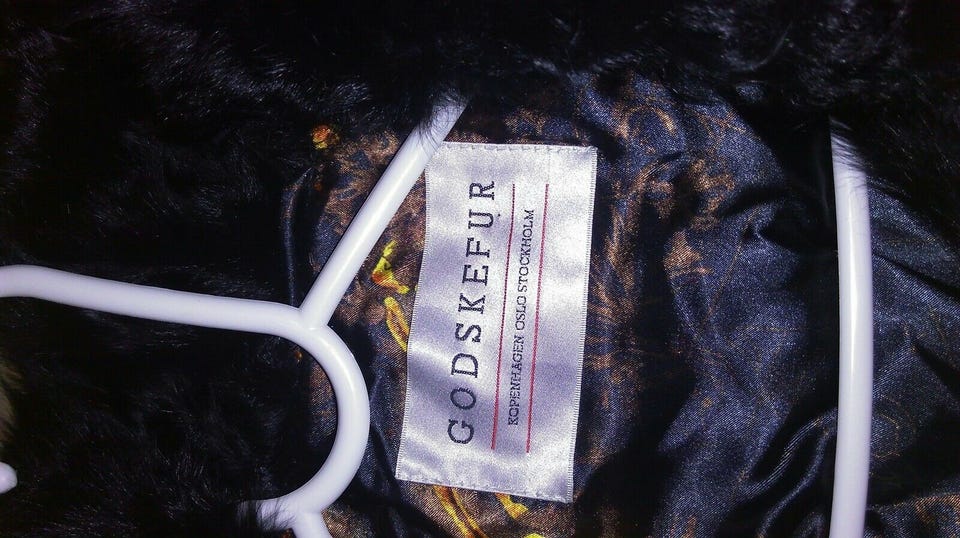 GODSKEFUR
KOPENHAGEN OSLO STOCKHOLM